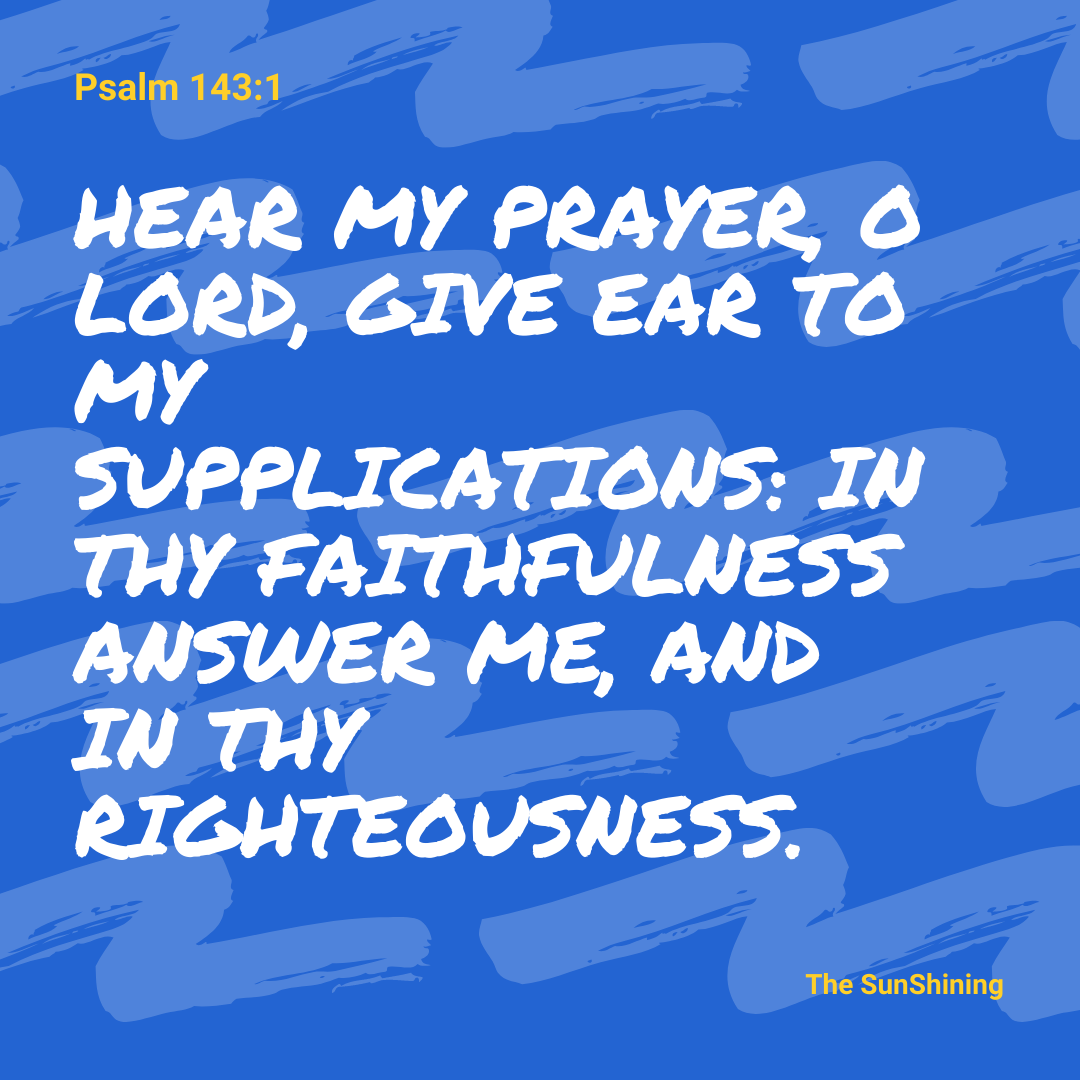 Psalm 143:1
HEAR MY PRAYER, O
LORD, GIVE EAR TO
MY
SUPPLICATIONS: IN
THY FAITHFULNESS
ANSWER ME, AND
IN THY
RIGHTEOUSNESS.
The SunShining